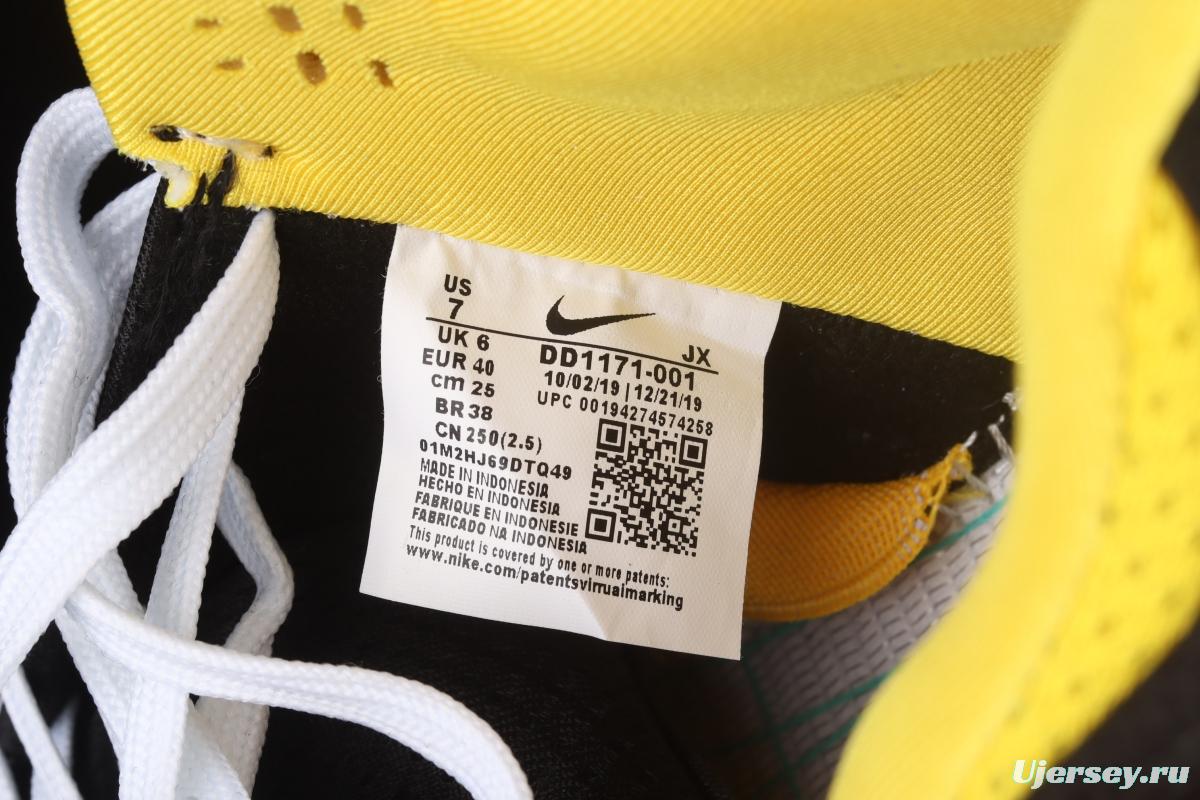 US
7
JX
UK 6
EUR 40
cm 25
BR 38
CN 250(2.5)
DD1171-001
10/02/19 | 12/21/19
UPC 00194274574258
01M2HJ69DTQ49
MADE IN INDONESIA
HECHO EN INDONESIA
FABRIQUE EN INDONESIE
FABRICADO NA INDONESIA
This product is covered by one or more patents:
www.nike.com/patentsvirrualmarking
Ujersey.ru